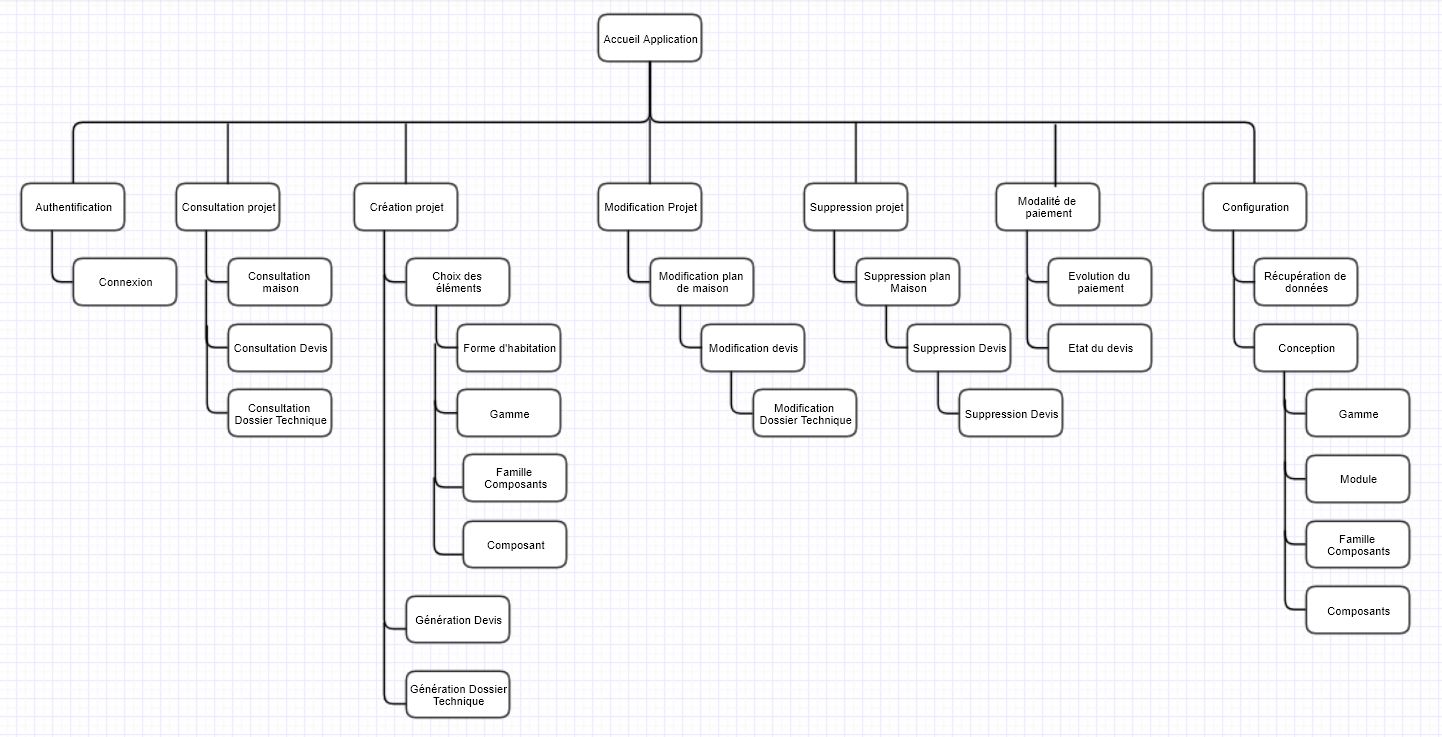 Accueil Application
Authentification
Connexion
Consultation projet
Consultation
maison
Consultation Devis
Consultation
Dossier Technique
Création projet
Choix des
éléments
Forme d'habitation
Gamme
Famille
Composants
Composant
Génération Devis
Génération Dossier
Technique
Modification Projet
Modification plan
de maison
Modification devis
Modification
Dossier Technique
Suppression projet
Suppression plan
Maison
Suppression Devis
Suppression Devis
Modalité de
paiement
Evolution du
paiement
Etat du devis
Configuration
Récupération de
données
Conception
Gamme
Module
Famille
Composants
Composants